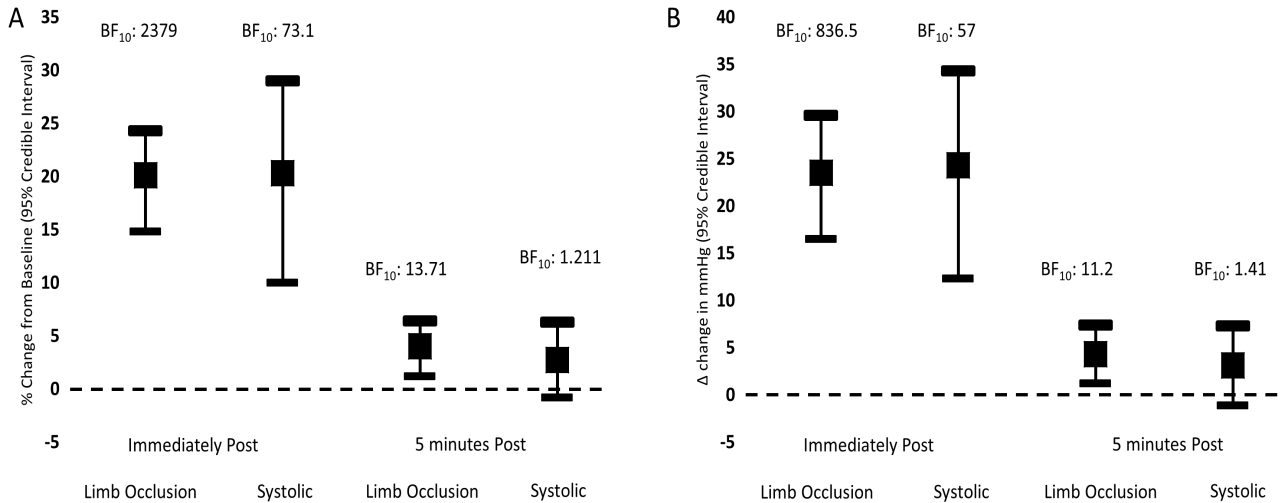 A
% Change from Baseline (95% Credible Interval)
35
30
25
20
15
10
5
0
-5
BF₁₀: 2379
BF₁₀: 73.1
BF₁₀: 13.71
BF₁₀: 1.211
Immediately Post
5 minutes Post
Limb Occlusion
Systolic
Limb Occlusion
Systolic
B
Δ change in mmHg (95% Credible Interval)
40
35
30
25
20
15
10
5
0
-5
BF₁₀: 836.5
BF₁₀: 57
BF₁₀: 11.2
BF₁₀: 1.41
Immediately Post
5 minutes Post
Limb Occlusion
Systolic
Limb Occlusion
Systolic